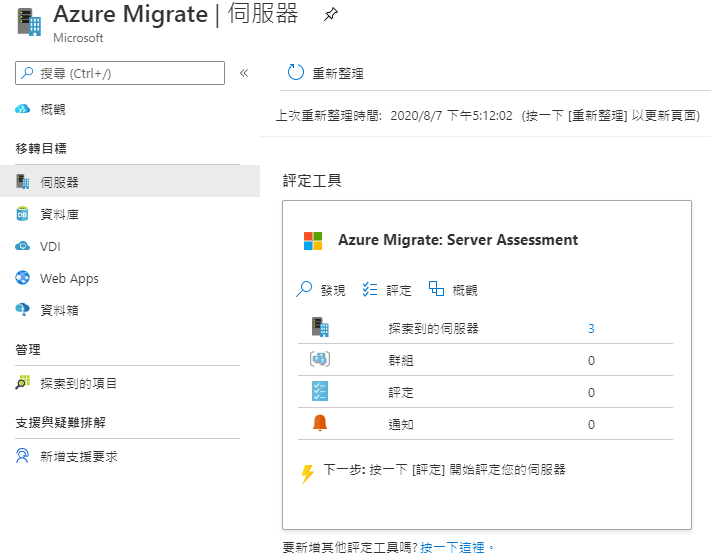 Azure Migrate | 伺服器
Microsoft
搜尋 (Ctrl+/)
«
重新整理
概觀
上次重新整理時間: 2020/8/7 下午5:12:02 (按一下 [重新整理] 以更新頁面)
移轉目標
伺服器
資料庫
VDI
Web Apps
資料箱
管理
探索到的項目
支援與疑難排解
新增支援要求
評定工具
Azure Migrate: Server Assessment
發現 評定 概觀
探索到的伺服器 3
群組 0
評定 0
通知 0
下一步: 按一下 [評定] 開始評定您的伺服器
要新增其他評定工具嗎? 按一下這裡。